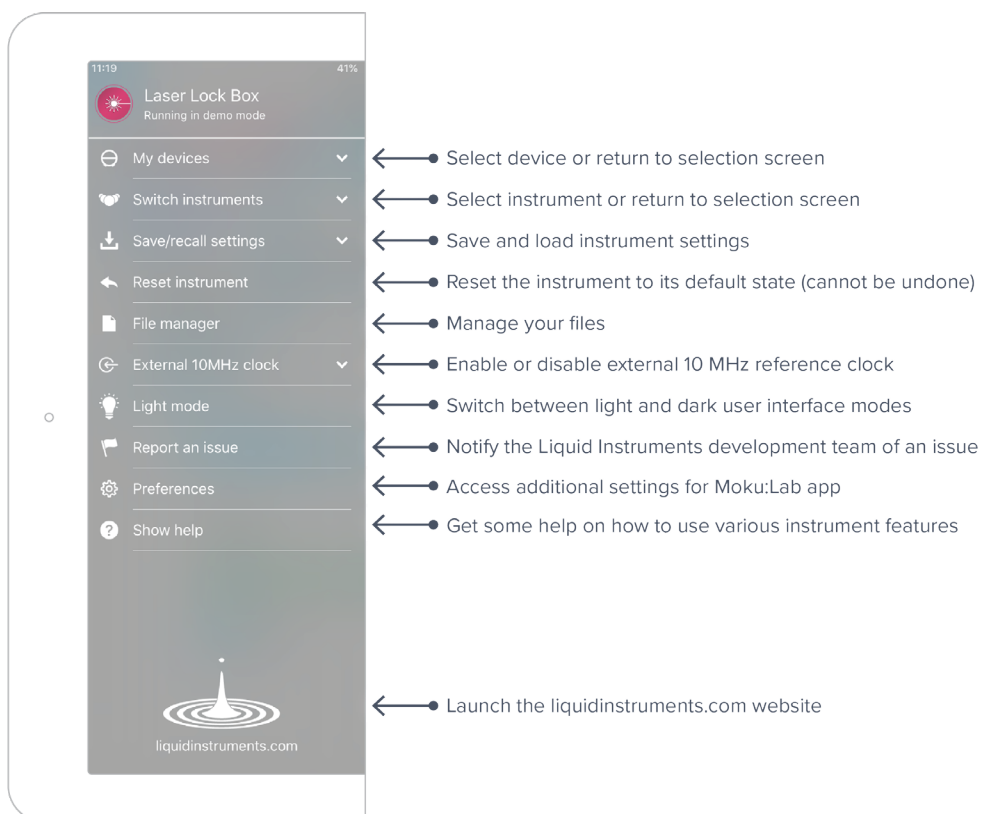 11:19 41%
Laser Lock Box
Running in demo mode
My devices
Select device or return to selection screen
Switch instruments
Select instrument or return to selection screen
Save/recall settings
Save and load instrument settings
Reset instrument
Reset the instrument to its default state (cannot be undone)
File manager
Manage your files
External 10MHz clock
Enable or disable external 10 MHz reference clock
Light mode
Switch between light and dark user interface modes
Report an issue
Notify the Liquid Instruments development team of an issue
Preferences
Access additional settings for Moku:Lab app
? Show help
Get some help on how to use various instrument features
Launch the liquidinstruments.com website
liquidinstruments.com